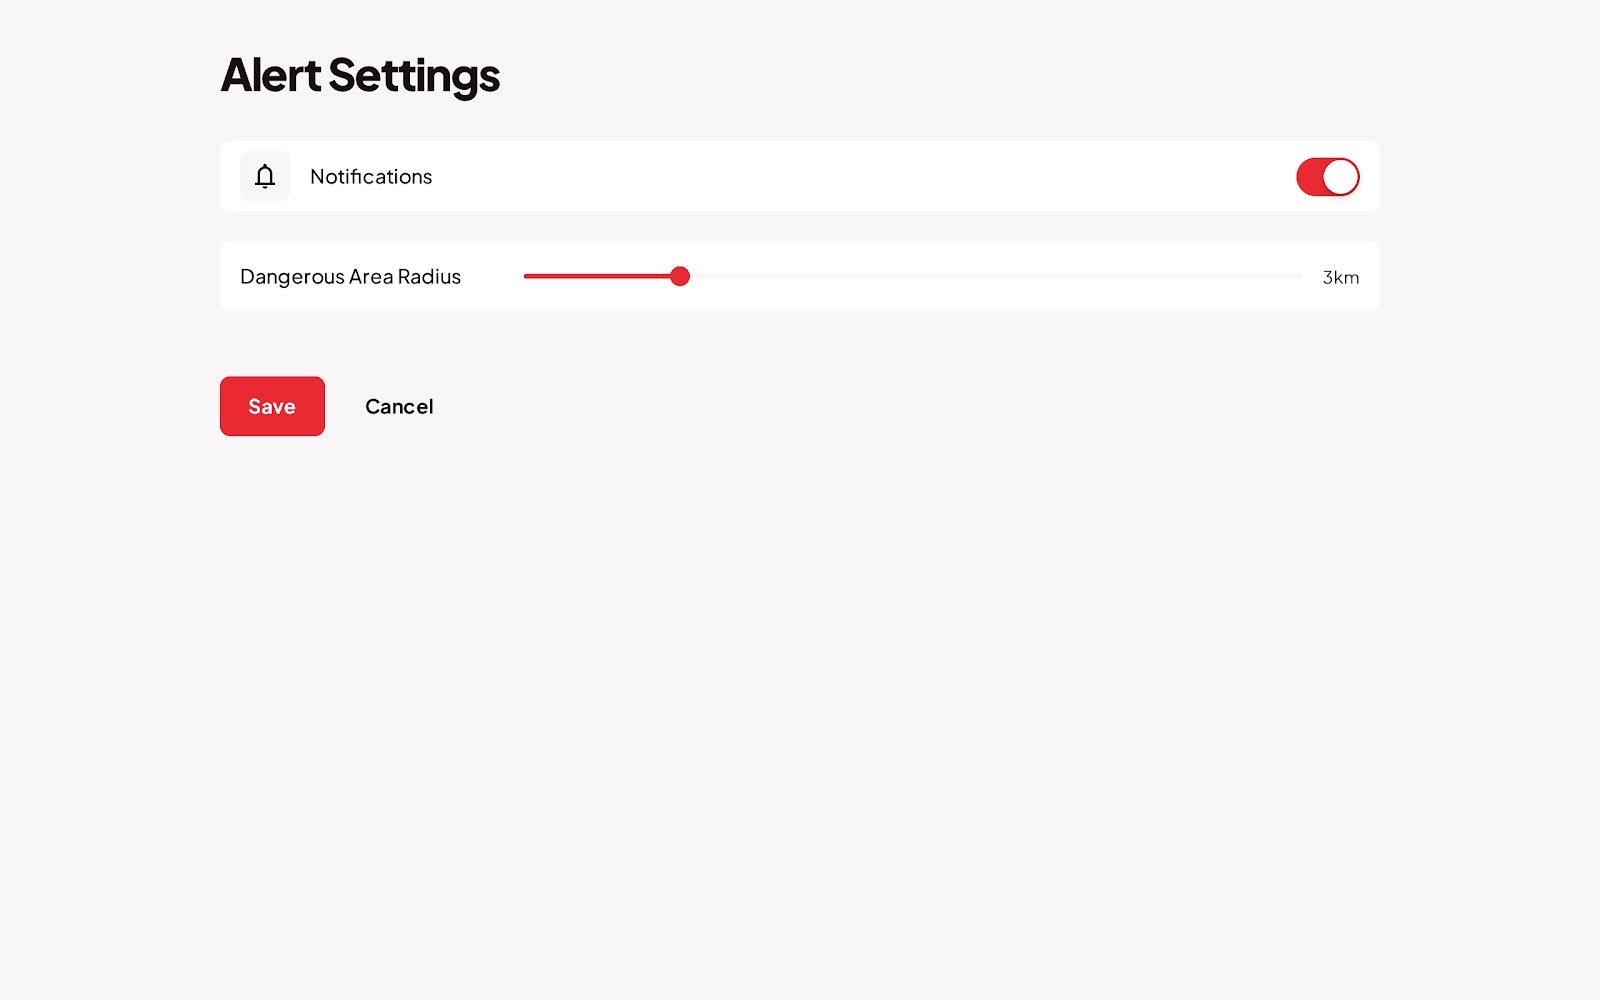 Alert Settings
Notifications
Dangerous Area Radius
3km
Save
Cancel